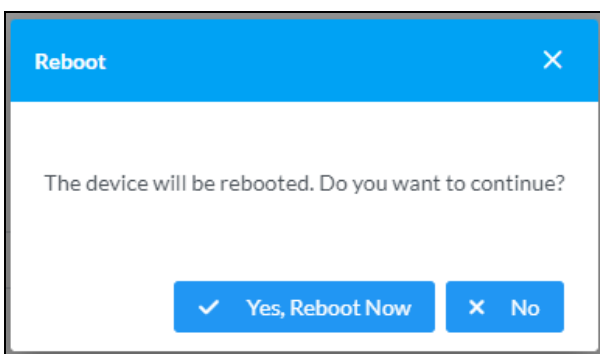 Reboot
The device will be rebooted. Do you want to continue?
Yes, Reboot Now
No